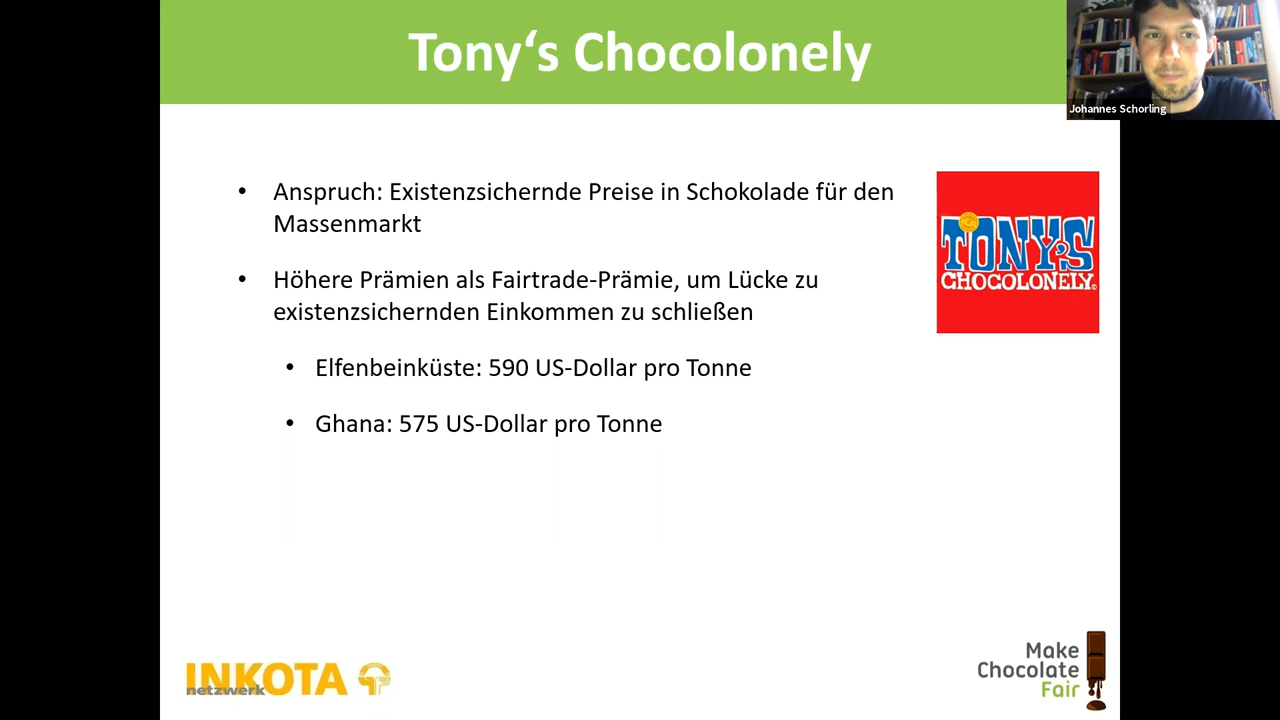 Tony‘s Chocolonely
Johannes Schorling
• Anspruch: Existenzsichernde Preise in Schokolade für den
Massenmarkt
TONY'S
CHOCOLONELY
• Höhere Prämien als Fairtrade-Prämie, um Lücke zu
existenzsichernden Einkommen zu schließen
• Elfenbeinküste: 590 US-Dollar pro Tonne
• Ghana: 575 US-Dollar pro Tonne
INKOTA
netzwerk
Make
Chocolate
Fair